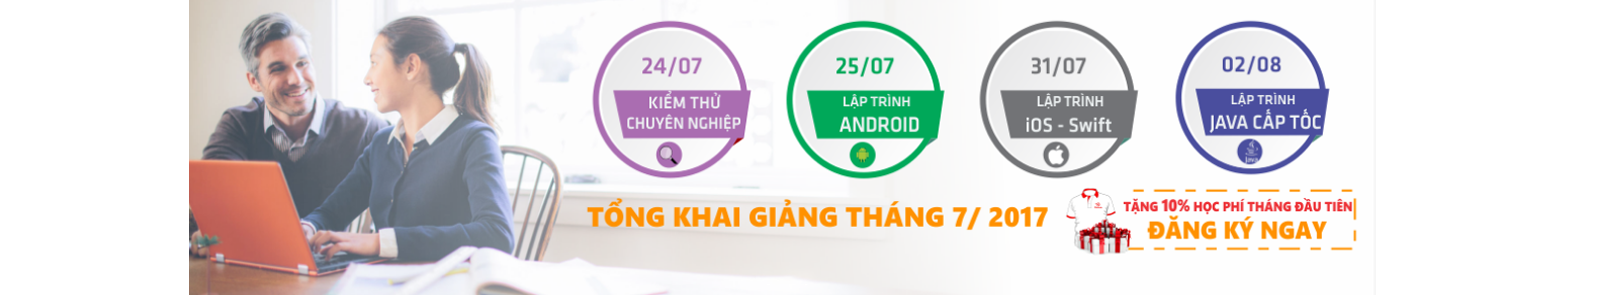 24/07
KIỂM THỬ
CHUYÊN NGHIỆP
25/07
LẬP TRÌNH
ANDROID
31/07
LẬP TRÌNH
iOS - Swift
02/08
LẬP TRÌNH
JAVA CẤP TỐC
Java
TỔNG KHAI GIẢNG THÁNG 7/ 2017
TẶNG 10% HỌC PHÍ THÁNG ĐẦU TIÊN
ĐĂNG KÝ NGAY